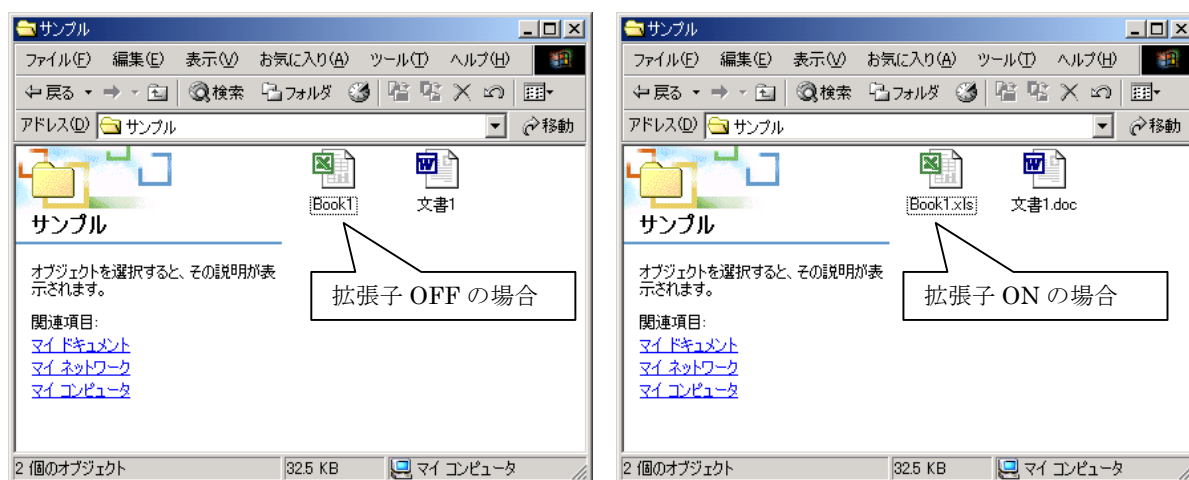 サンプル
ファイル(F) 編集(E) 表示(V) お気に入り(A) ツール(T) ヘルプ(H)
戻る 検索 フォルダ
アドレス(D) サンプル 移動
サンプル
Book1 文書1
オブジェクトを選択すると、その説明が表
示されます。
拡張子 OFF の場合
関連項目:
マイ ドキュメント
マイ ネットワーク
マイ コンピュータ
2 個のオブジェクト 32.5 KB マイ コンピュータ
サンプル
ファイル(F) 編集(E) 表示(V) お気に入り(A) ツール(T) ヘルプ(H)
戻る 検索 フォルダ
アドレス(D) サンプル 移動
サンプル
Book1.xls 文書1.doc
オブジェクトを選択すると、その説明が表
示されます。
拡張子 ON の場合
関連項目:
マイ ドキュメント
マイ ネットワーク
マイ コンピュータ
2 個のオブジェクト 32.5 KB マイ コンピュータ